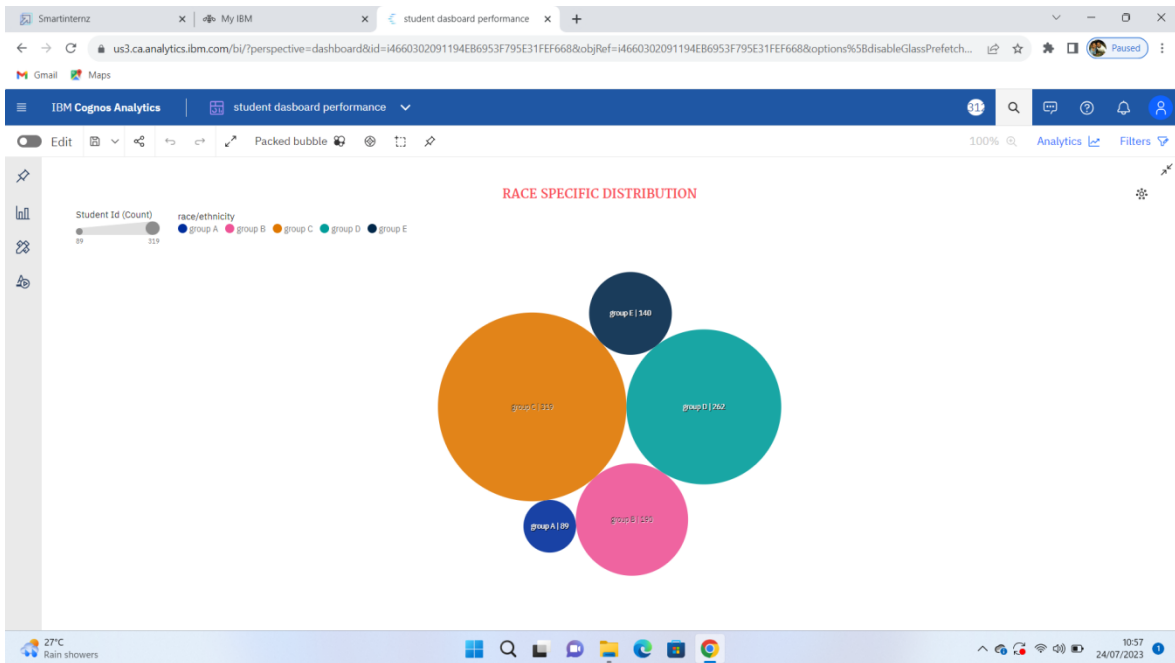 Smartinternz
My IBM
student dasboard performance
us3.ca.analytics.ibm.com/bi/?perspective=dashboard&id=i4660302091194EB6953F795E31FEF668&objRef=i4660302091194EB6953F795E31FEF668&options%5BdisableGlassPrefetch...
Paused
Gmail Maps
IBM Cognos Analytics student dasboard performance
Edit Packed bubble 100% Analytics Filters
RACE SPECIFIC DISTRIBUTION
Student Id (Count)
89 319
race/ethnicity
group A group B group C group D group E
group E | 140
group C | 319
group D | 262
group B |
group A | 89
27°C
Rain showers
10:57
24/07/2023
1